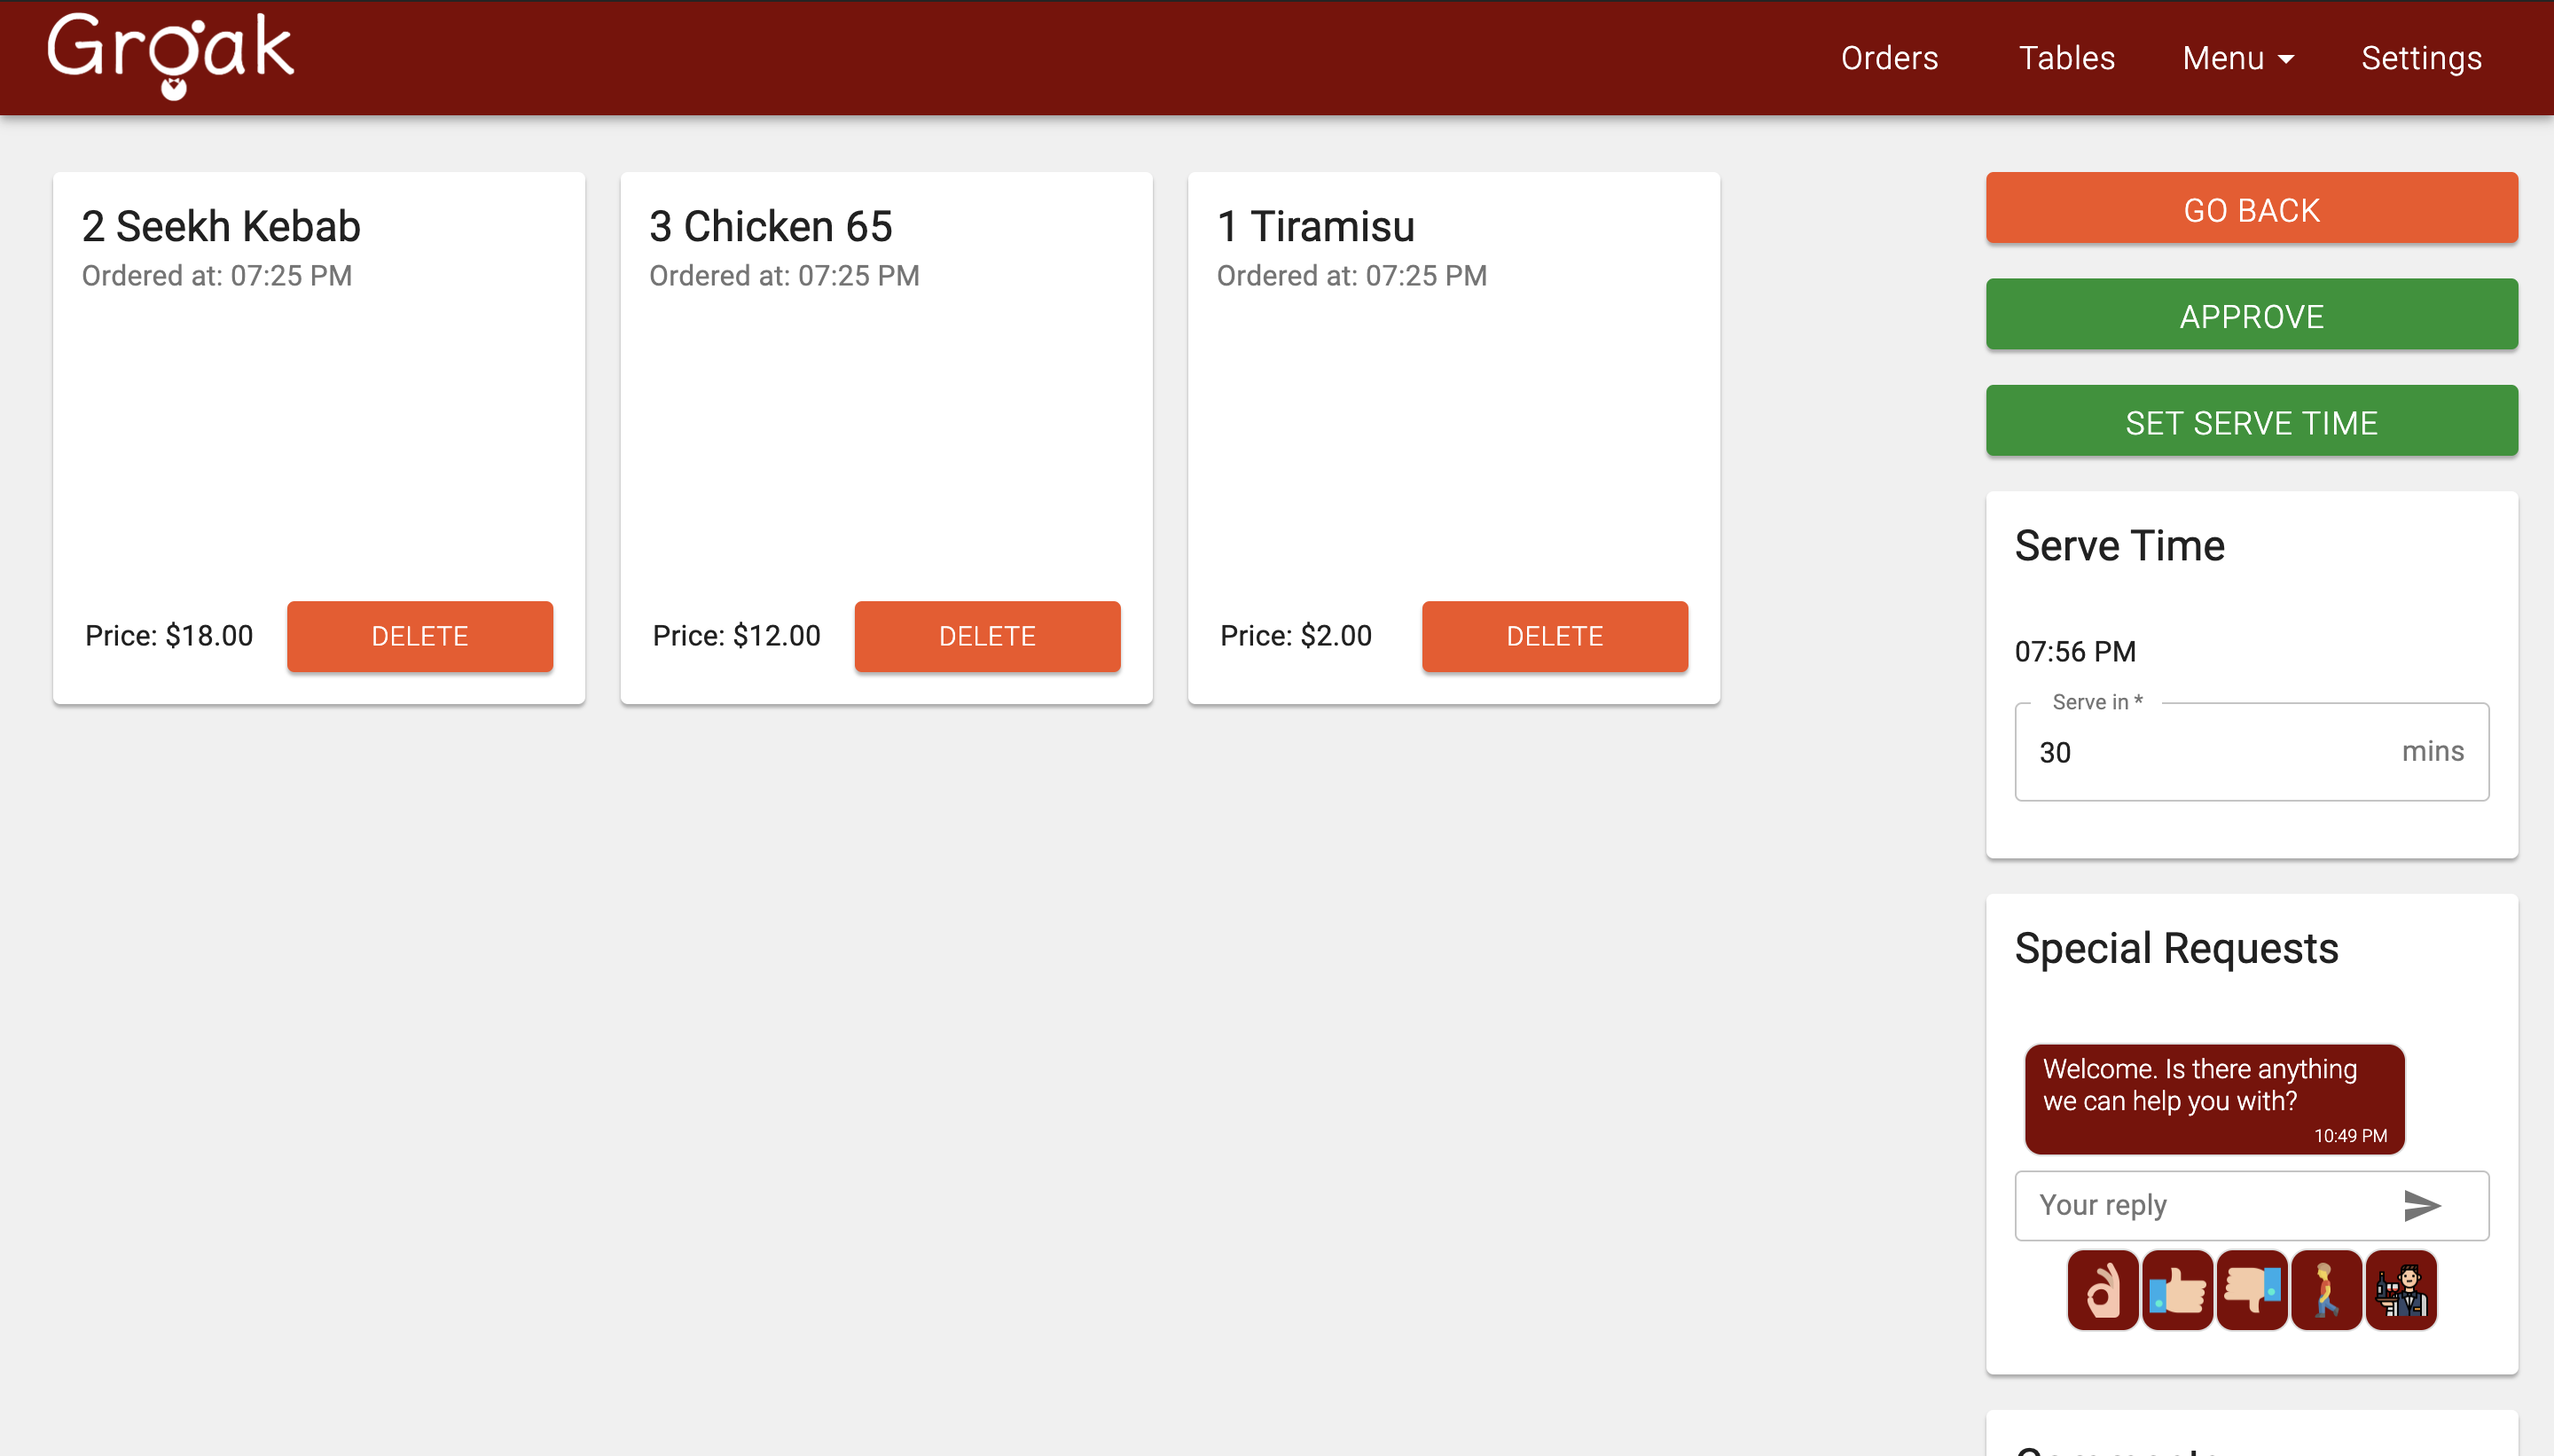 Groak
Orders
Tables
Menu
Settings
2 Seekh Kebab
Ordered at: 07:25 PM
Price: $18.00
DELETE
3 Chicken 65
Ordered at: 07:25 PM
Price: $12.00
DELETE
1 Tiramisu
Ordered at: 07:25 PM
Price: $2.00
DELETE
GO BACK
APPROVE
SET SERVE TIME
Serve Time
07:56 PM
Serve in *
30 mins
Special Requests
Welcome. Is there anything
we can help you with?
10:49 PM
Your reply